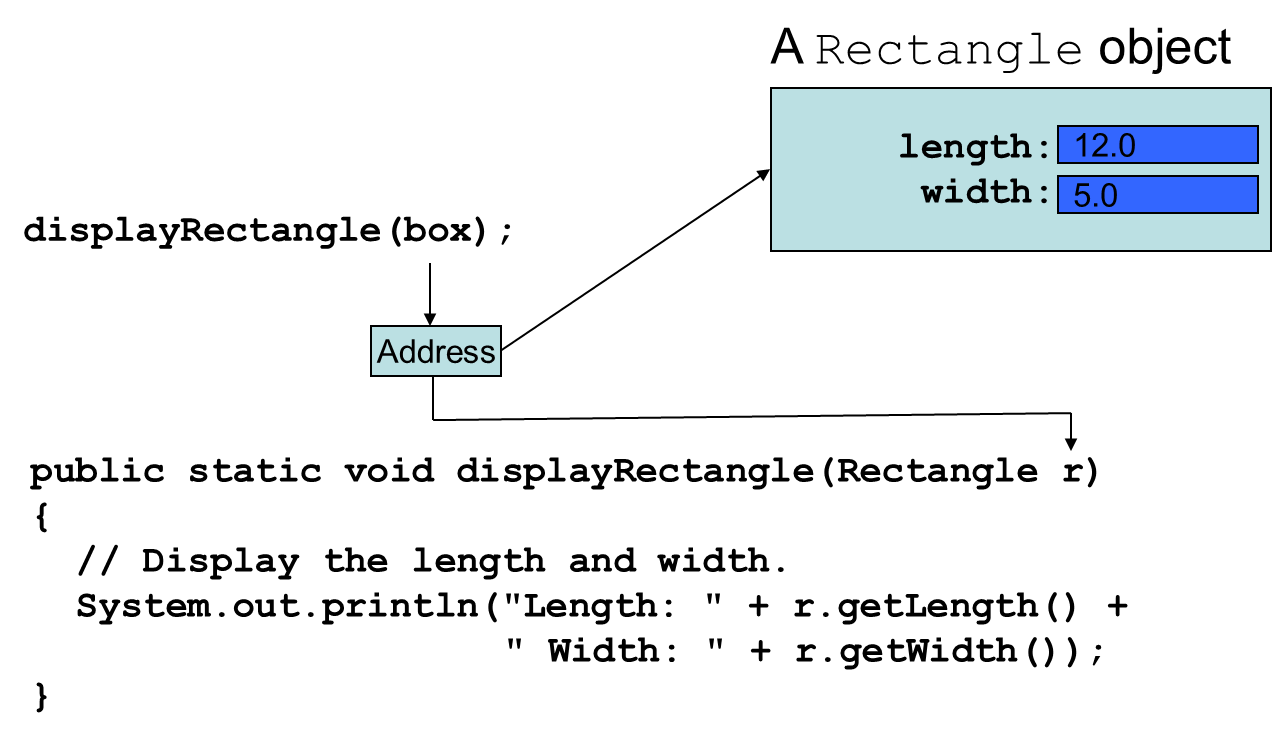 A Rectangle object
length: 12.0
width: 5.0
displayRectangle(box);
Address
public static void displayRectangle(Rectangle r)
{
// Display the length and width.
System.out.println("Length: " + r.getLength() +
" Width: " + r.getWidth());
}